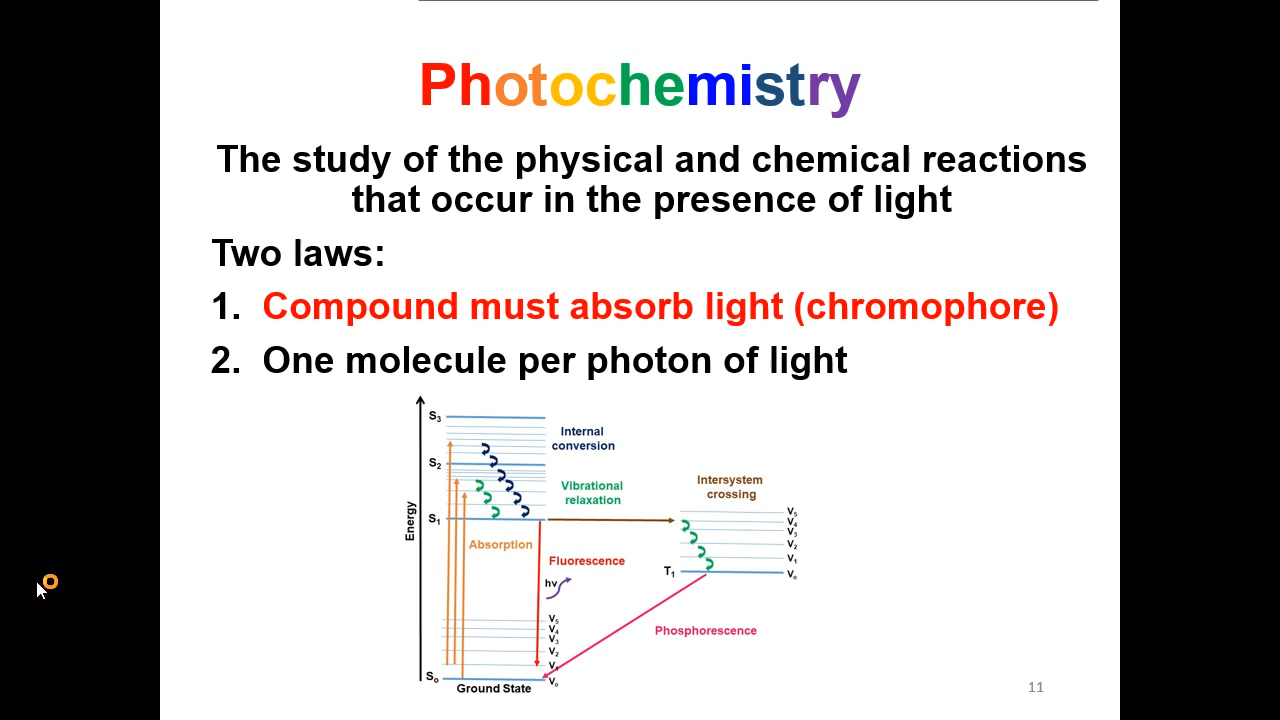 Photochemistry
The study of the physical and chemical reactions
that occur in the presence of light
Two laws:
1. Compound must absorb light (chromophore)
2. One molecule per photon of light
Energy
S3
S2
S1
So
Internal
conversion
Vibrational
relaxation
Absorption
Fluorescence
hv
V5
V4
V3
V2
V1
Vo
Ground State
Intersystem
crossing
V5
V4
V3
V2
V1
Vo
T1
Phosphorescence
11